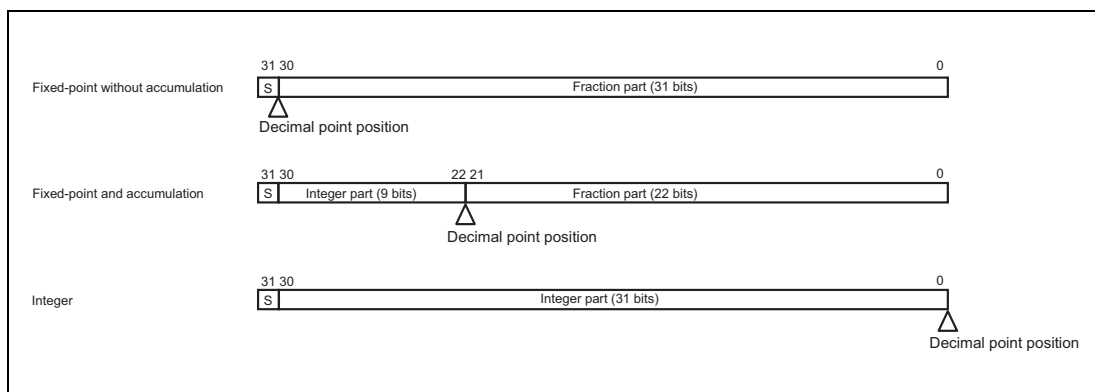 31 30 0
Fixed-point without accumulation S Fraction part (31 bits)
Decimal point position
31 30 22 21 0
Fixed-point and accumulation S Integer part (9 bits) Fraction part (22 bits)
Decimal point position
31 30 0
Integer S Integer part (31 bits)
Decimal point position